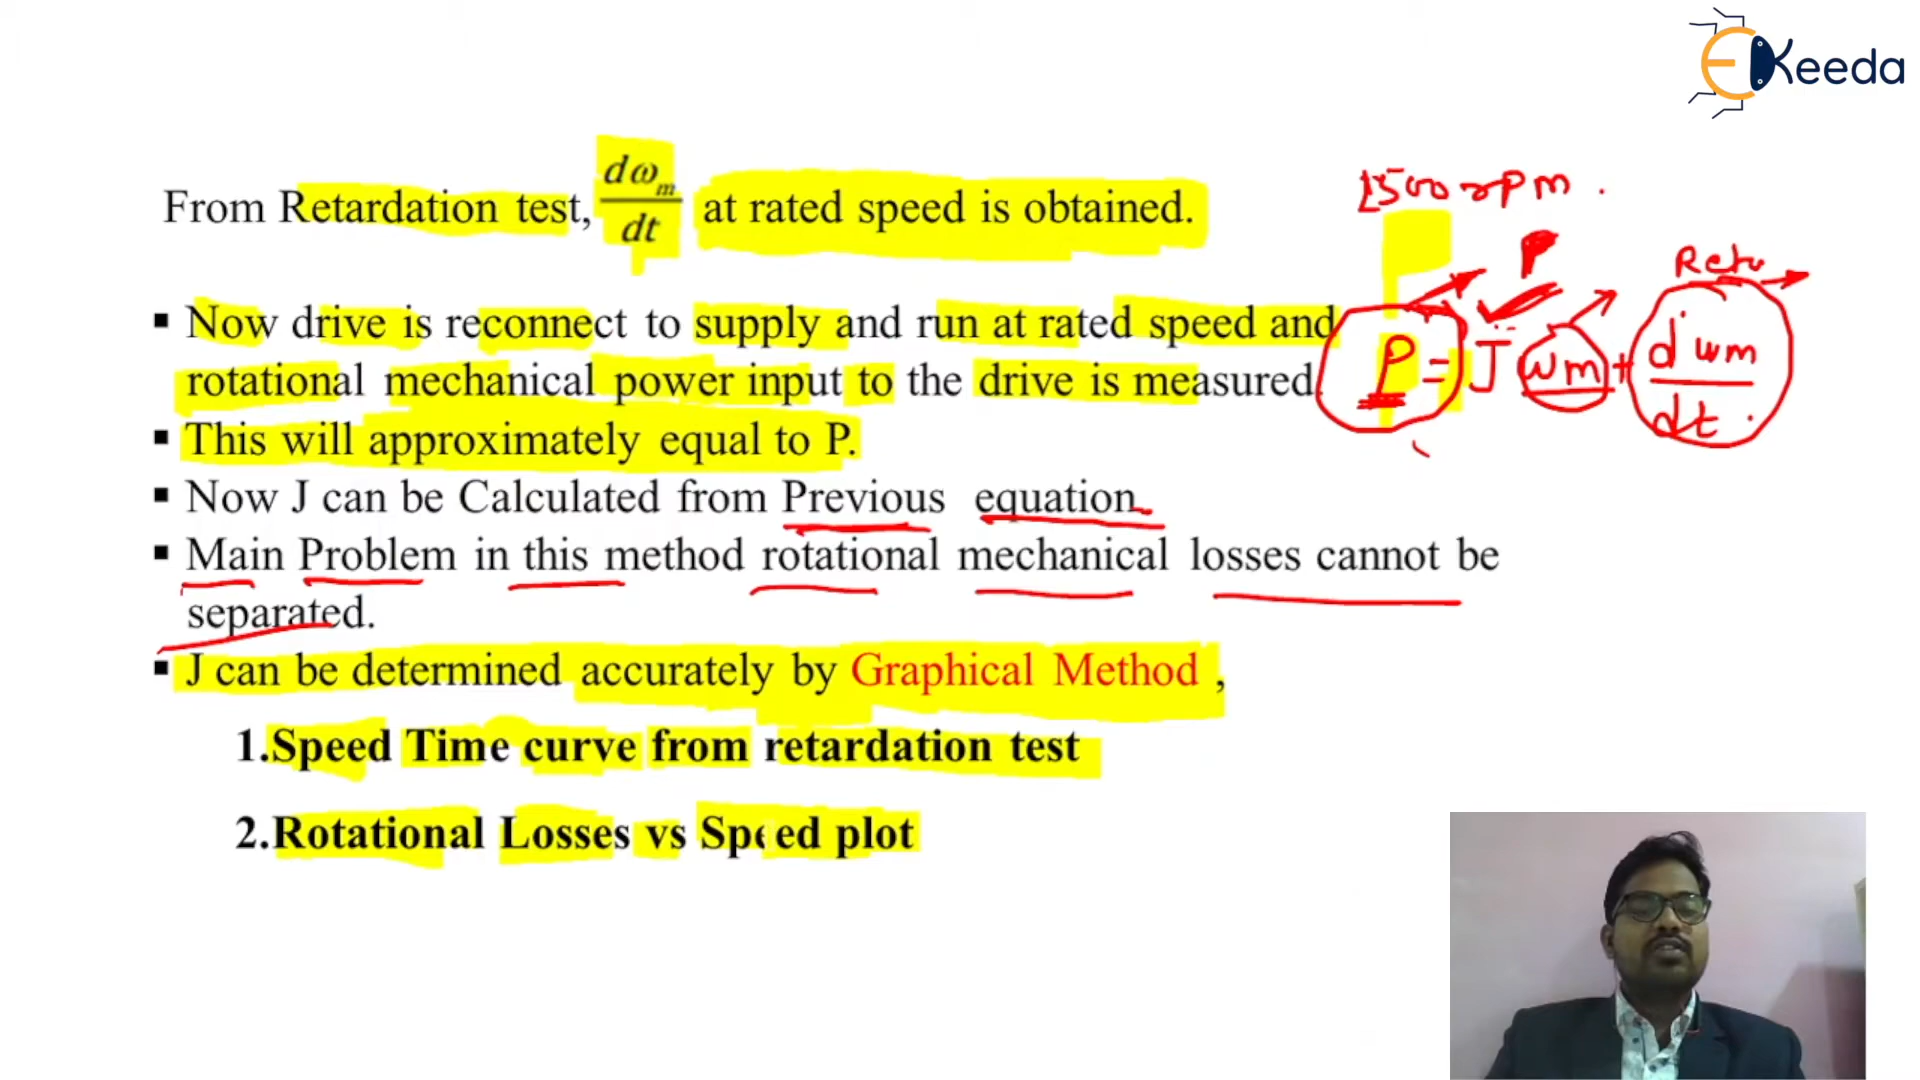 EKeeda
From Retardation test, dωm/dt at rated speed is obtained.
1500 rpm .
P
Reta
▪ Now drive is reconnect to supply and run at rated speed and
rotational mechanical power input to the drive is measured.
P = J ωm + dωm/dt .
▪ This will approximately equal to P.
▪ Now J can be Calculated from Previous equation
▪ Main Problem in this method rotational mechanical losses cannot be
separated.
▪ J can be determined accurately by Graphical Method ,
1.Speed Time curve from retardation test
2.Rotational Losses vs Speed plot